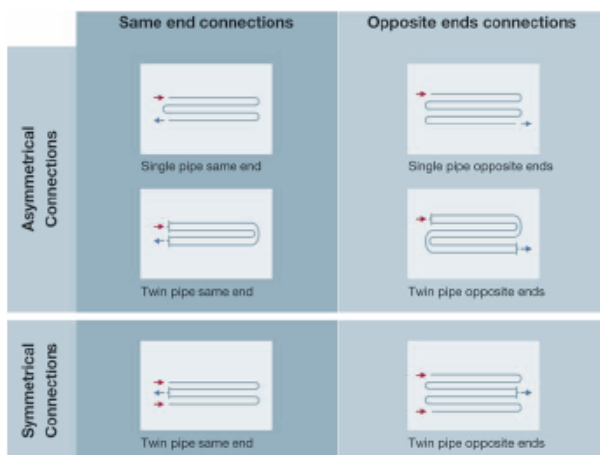 Same end connections
Opposite ends connections
Asymmetrical
Connections
Single pipe same end
Single pipe opposite ends
Twin pipe same end
Twin pipe opposite ends
Symmetrical
Connections
Twin pipe same end
Twin pipe opposite ends